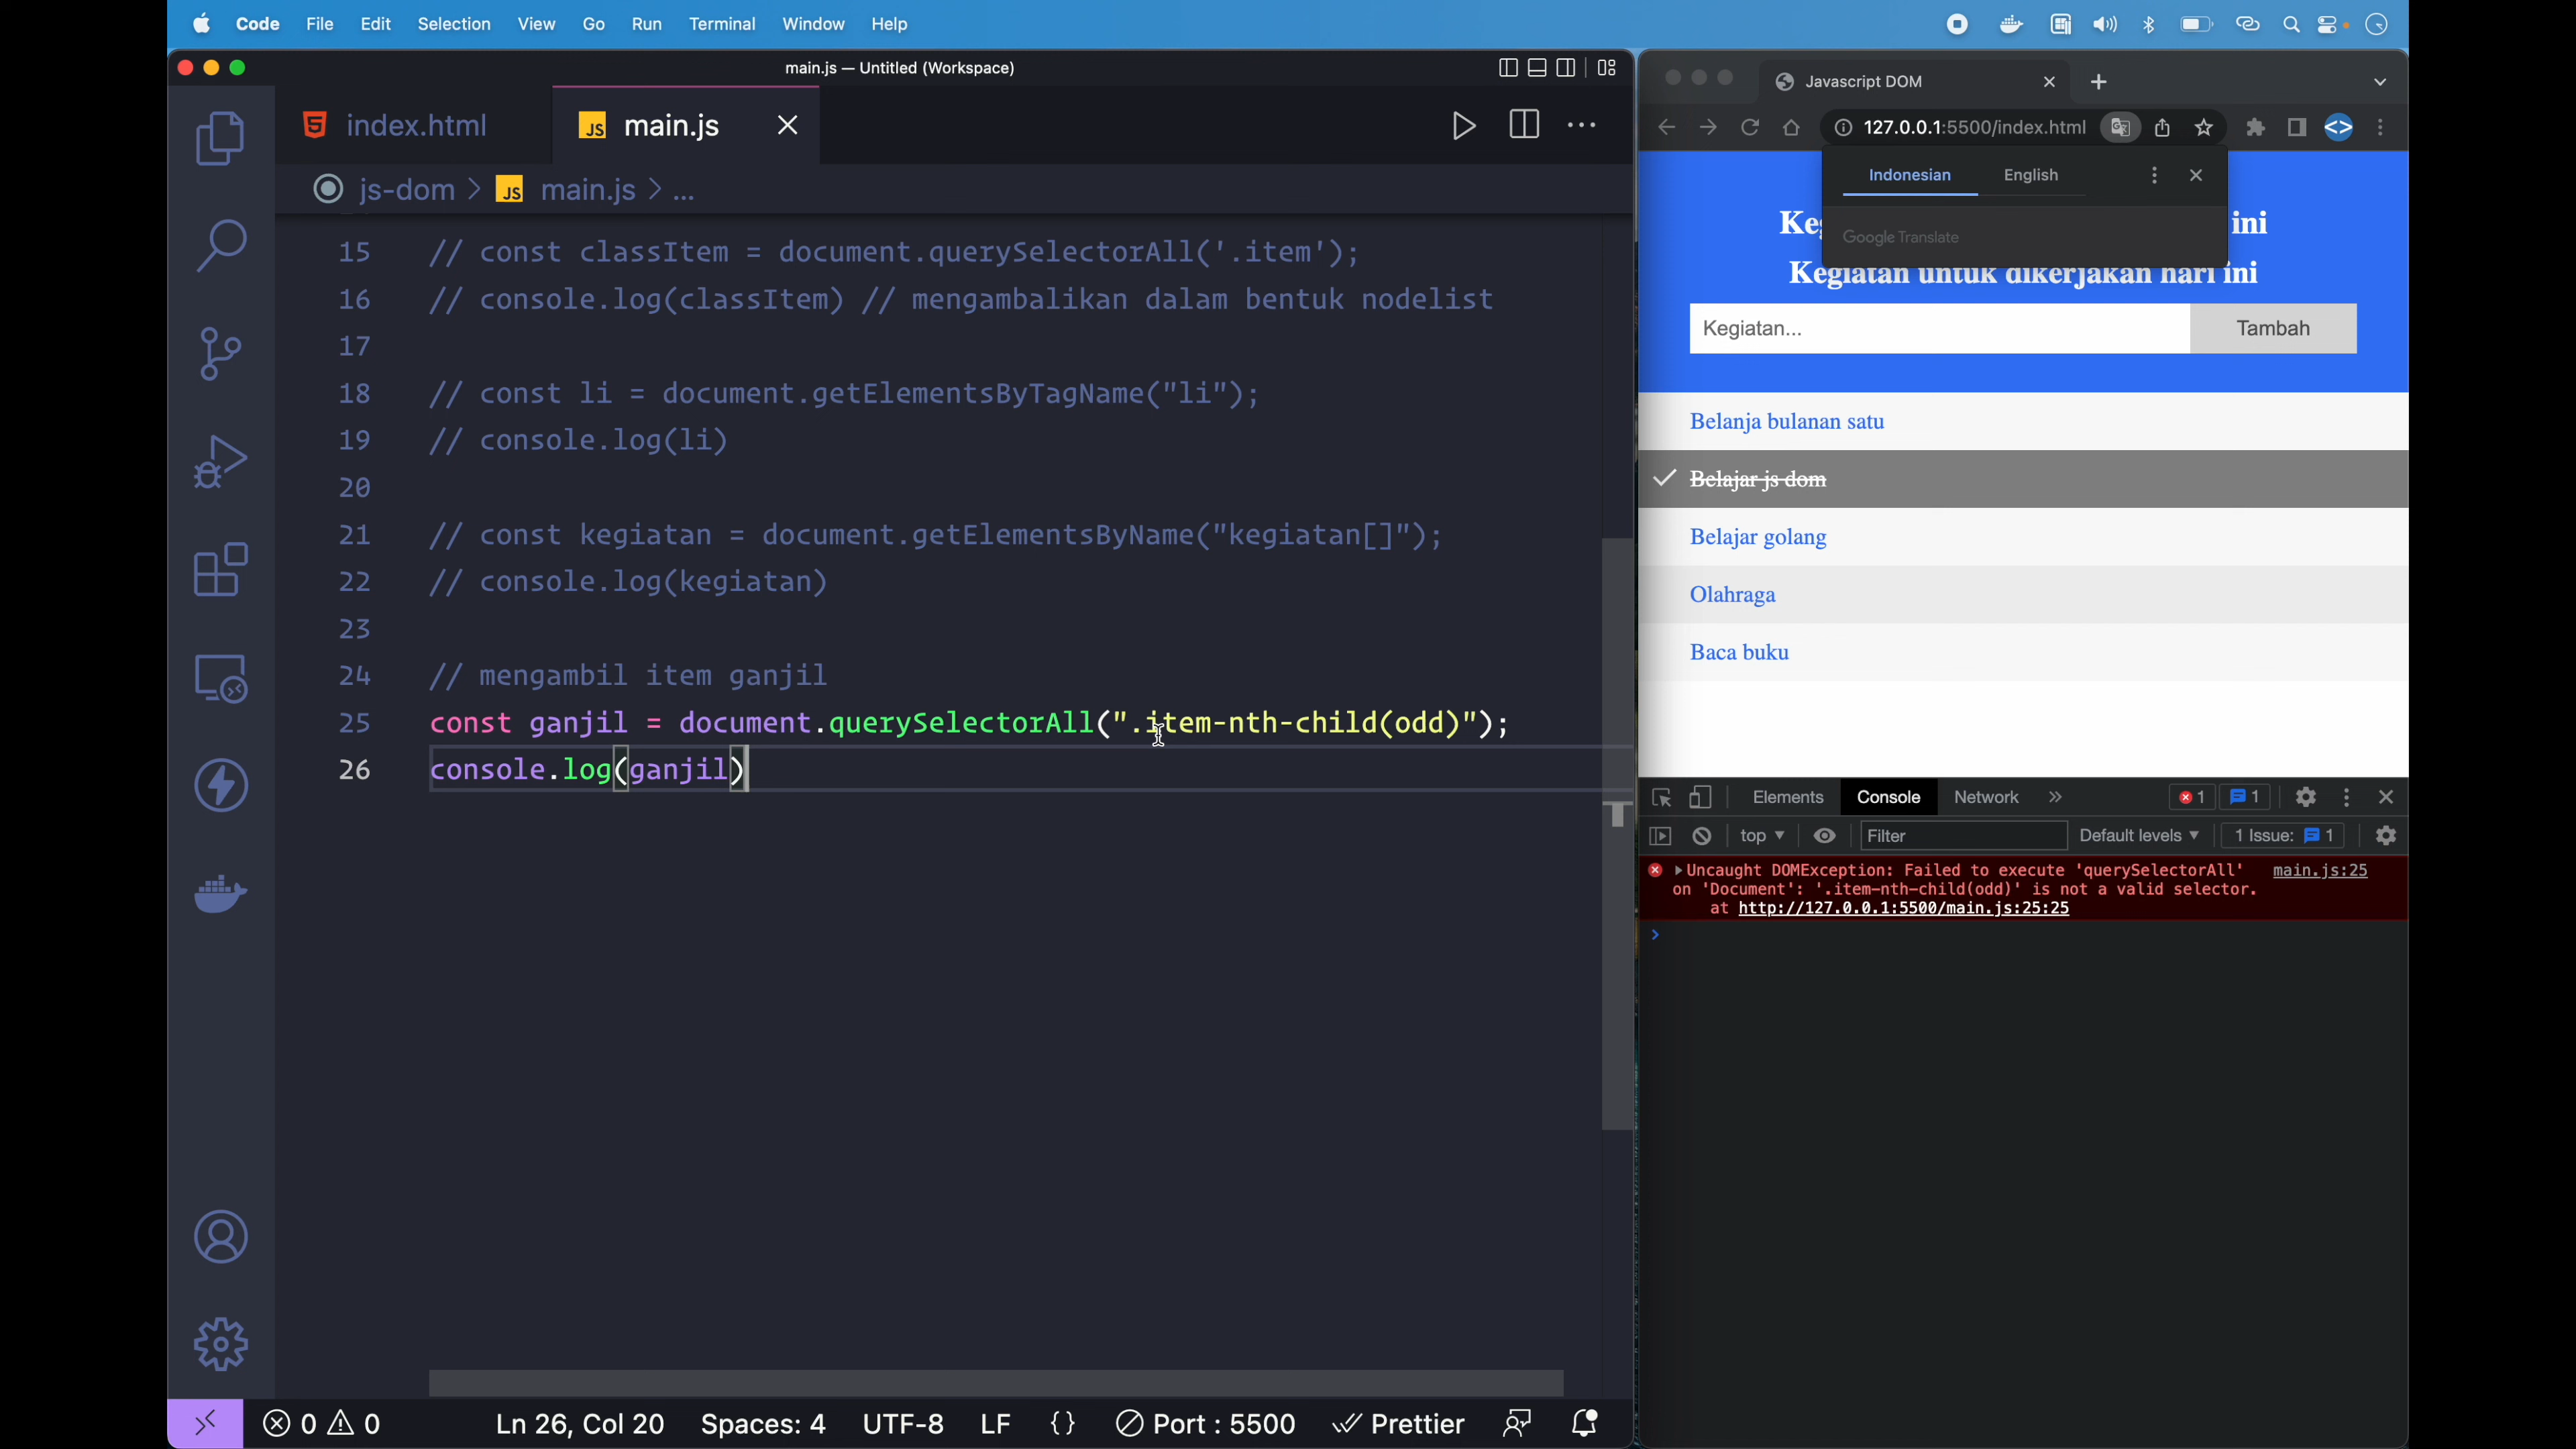 Code File Edit Selection View Go Run Terminal Window Help
main.js — Untitled (Workspace)
index.html
JS main.js
js-dom > JS main.js > ...
15 // const classItem = document.querySelectorAll('.item');
16 // console.log(classItem) // mengambalikan dalam bentuk nodelist
17
18 // const li = document.getElementsByTagName("li");
19 // console.log(li)
20
21 // const kegiatan = document.getElementsByName("kegiatan[]");
22 // console.log(kegiatan)
23
24 // mengambil item ganjil
25 const ganjil = document.querySelectorAll(".item-nth-child(odd)");
26 console.log(ganjil)
0 0 Ln 26, Col 20 Spaces: 4 UTF-8 LF {} Port : 5500 Prettier
Javascript DOM
127.0.0.1:5500/index.html
Indonesian English
Google Translate
ini
Kegiatan untuk dikerjakan hari ini
Kegiatan... Tambah
Belanja bulanan satu
Belajar js dom
Belajar golang
Olahraga
Baca buku
Elements Console Network » 1 1
top Filter Default levels 1 Issue: 1
Uncaught DOMException: Failed to execute 'querySelectorAll' main.js:25
on 'Document': '.item-nth-child(odd)' is not a valid selector.
at http://127.0.0.1:5500/main.js:25:25